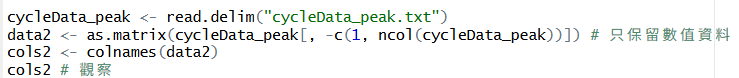 cycleData_peak <- read.delim("cycleData_peak.txt")
data2 <- as.matrix(cycleData_peak[, -c(1, ncol(cycleData_peak))]) # 只保留數值資料
cols2 <- colnames(data2)
cols2 # 觀察